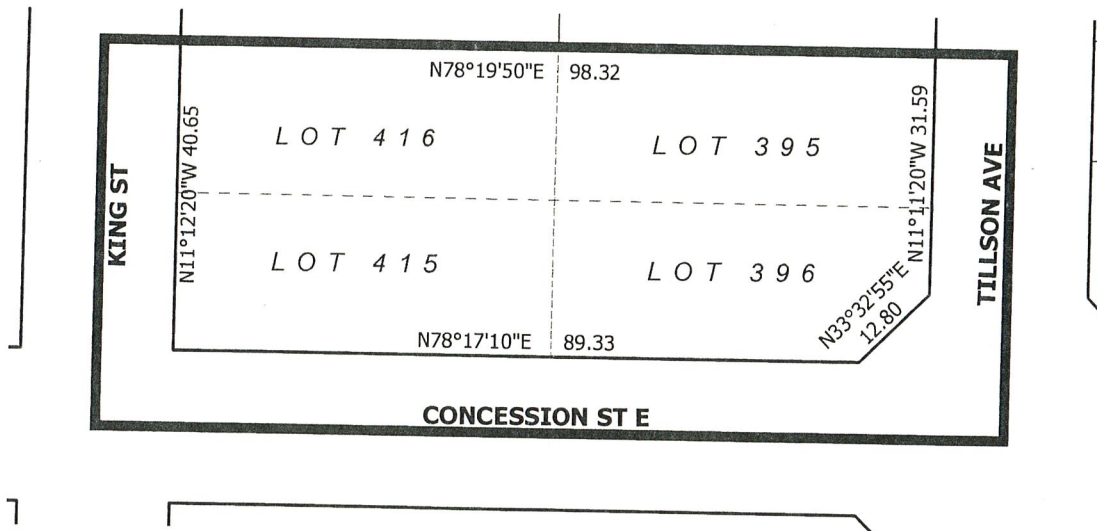 N78°19'50"E 98.32
LOT 416
LOT 395
N11°12'20"W 40.65
N11°11'20"W 31.59
KING ST
TILLSON AVE
LOT 415
LOT 396
N33°32'55"E
12.80
N78°17'10"E 89.33
CONCESSION ST E